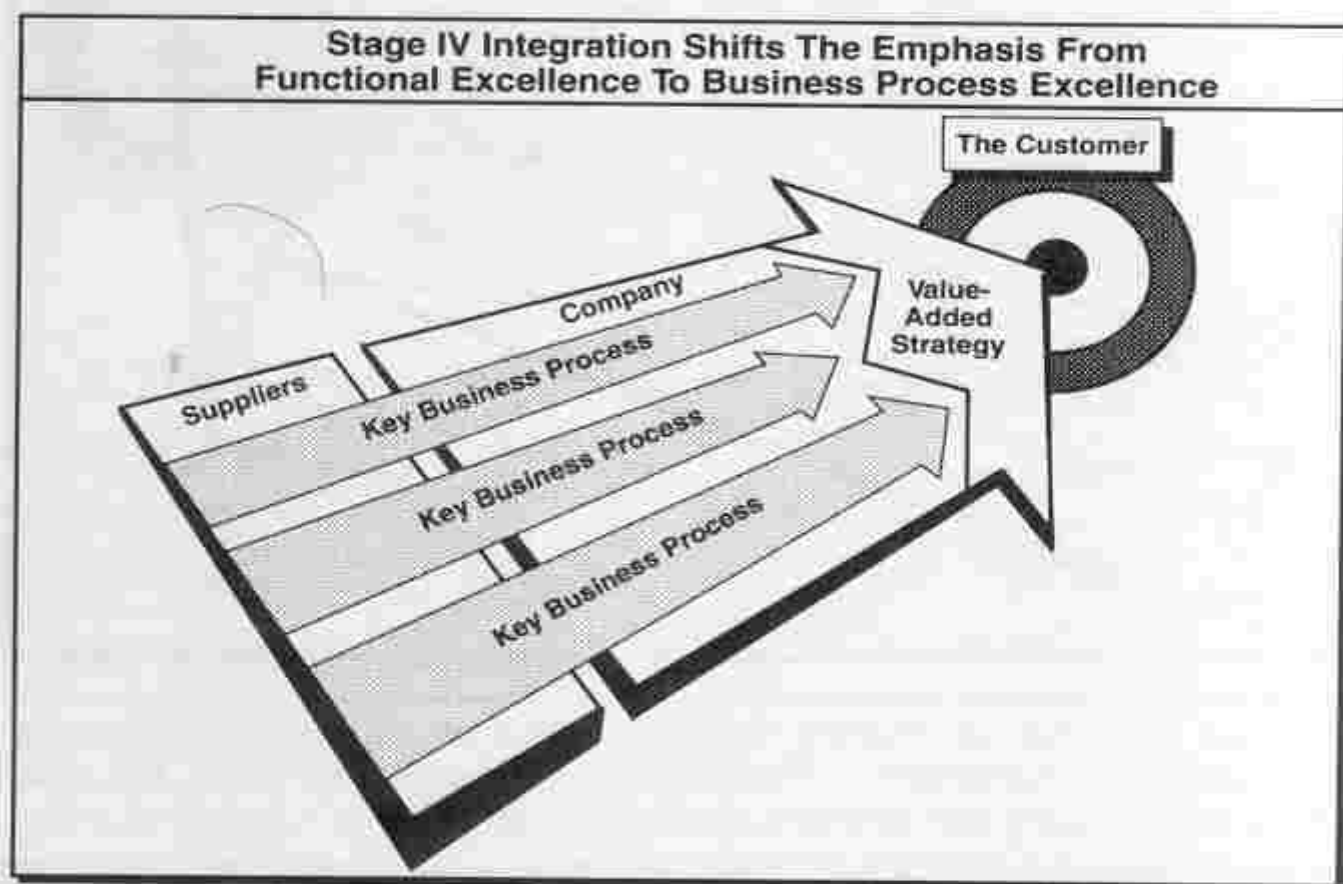 Stage IV Integration Shifts The Emphasis From
Functional Excellence To Business Process Excellence
The Customer
Value-
Added
Strategy
Company
Suppliers
Key Business Process
Key Business Process
Key Business Process